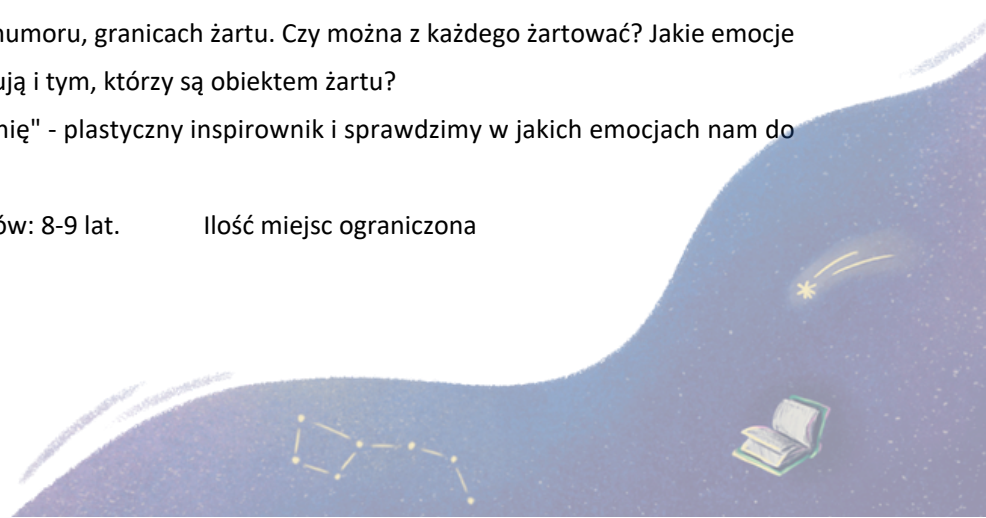 humoru, granicach żartu. Czy można z każdego żartować? Jakie emocje
ują i tym, którzy są obiektem żartu?
nię" - plastyczny inspirownik i sprawdzimy w jakich emocjach nam do
ów: 8-9 lat. Ilość miejsc ograniczona